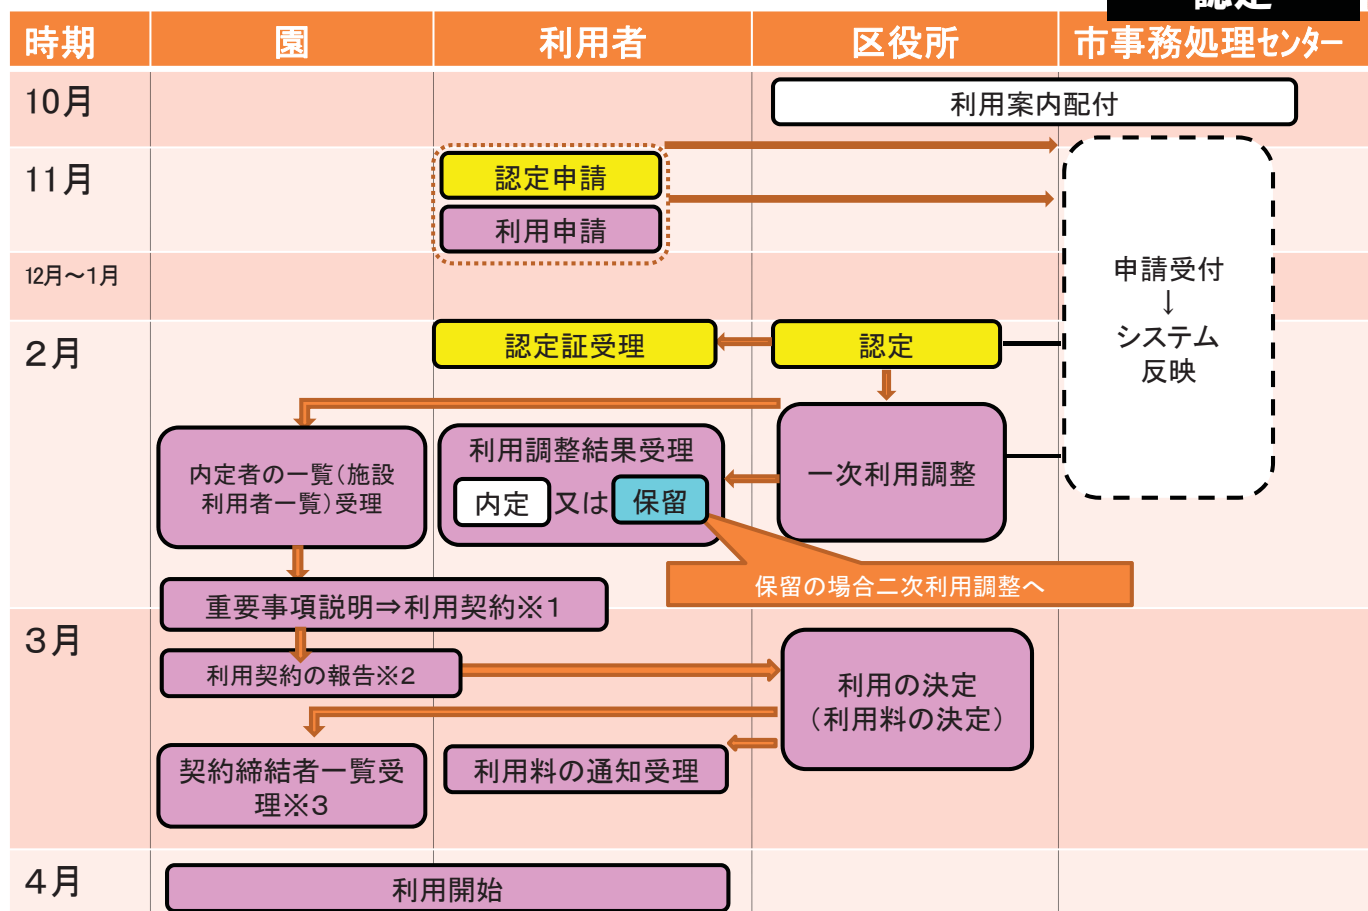 認定
時期
園
利用者
区役所
市事務処理センター
10月
利用案内配付
11月
認定申請
利用申請
12月～1月
申請受付
↓
システム
反映
2月
認定証受理
認定
内定者の一覧（施設
利用者一覧）受理
利用調整結果受理
内定 又は 保留
一次利用調整
保留の場合二次利用調整へ
重要事項説明⇒利用契約※1
3月
利用契約の報告※2
利用の決定
（利用料の決定）
契約締結者一覧受
理※3
利用料の通知受理
4月
利用開始